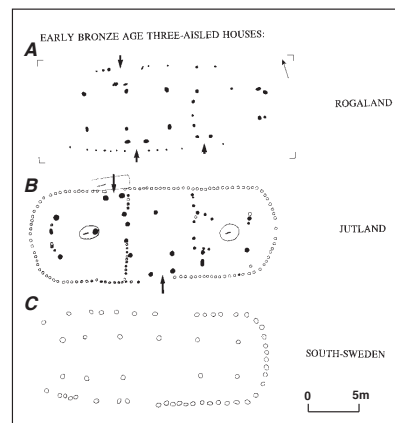 EARLY BRONZE AGE THREE-AISLED HOUSES:
A
ROGALAND
B
JUTLAND
C
SOUTH-SWEDEN
0 5m